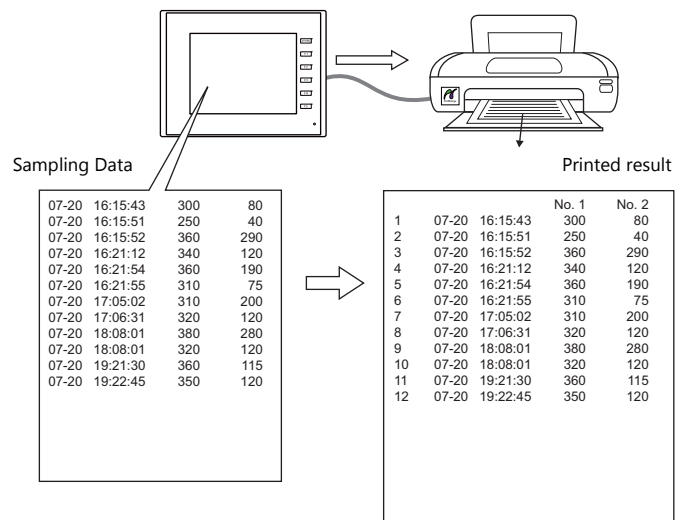 Sampling Data
07-20 16:15:43 300 80
07-20 16:15:51 250 40
07-20 16:15:52 360 290
07-20 16:21:12 340 120
07-20 16:21:54 360 190
07-20 16:21:55 310 75
07-20 17:05:02 310 200
07-20 17:06:31 320 120
07-20 18:08:01 380 280
07-20 18:08:01 320 120
07-20 19:21:30 360 115
07-20 19:22:45 350 120
Printed result
No. 1 No. 2
1 07-20 16:15:43 300 80
2 07-20 16:15:51 250 40
3 07-20 16:15:52 360 290
4 07-20 16:21:12 340 120
5 07-20 16:21:54 360 190
6 07-20 16:21:55 310 75
7 07-20 17:05:02 310 200
8 07-20 17:06:31 320 120
9 07-20 18:08:01 380 280
10 07-20 18:08:01 320 120
11 07-20 19:21:30 360 115
12 07-20 19:22:45 350 120